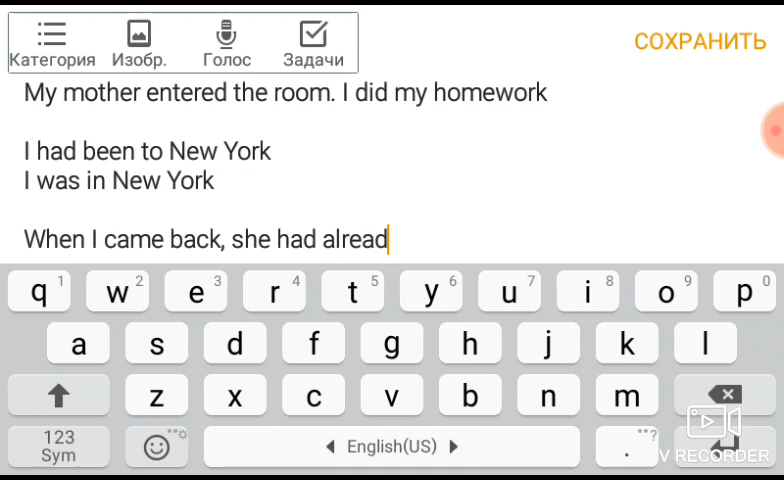 Категория Изобр. Голос Задачи
СОХРАНИТЬ
My mother entered the room. I did my homework
I had been to New York
I was in New York
When I came back, she had alread
q 1 w 2 e 3 r 4 t 5 y 6 u 7 i 8 o 9 p 0
a s d f g h j k l
z x c v b n m
123
Sym
English(US)
. ?
V RECORDER